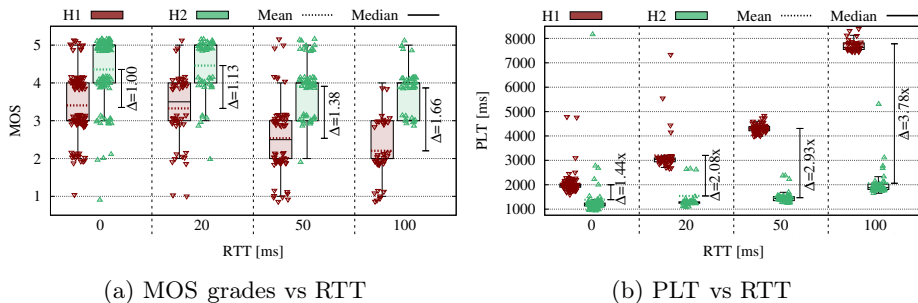 H1 H2 Mean Median
5
4
3
2
1
MOS
Δ=1.00
Δ=1.13
Δ=1.38
Δ=1.66
0 20 50 100
RTT [ms]
(a) MOS grades vs RTT
H1 H2 Mean Median
8000
7000
6000
5000
4000
3000
2000
1000
PLT [ms]
Δ=1.44x
Δ=2.08x
Δ=2.93x
Δ=3.78x
0 20 50 100
RTT [ms]
(b) PLT vs RTT